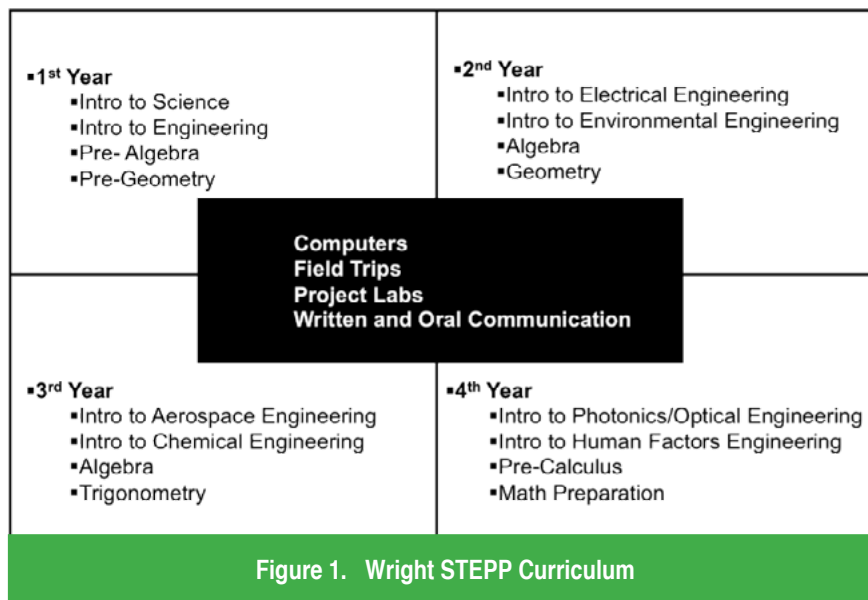 ▪1st Year
▪Intro to Science
▪Intro to Engineering
▪Pre- Algebra
▪Pre-Geometry
▪2nd Year
▪Intro to Electrical Engineering
▪Intro to Environmental Engineering
▪Algebra
▪Geometry
Computers
Field Trips
Project Labs
Written and Oral Communication
▪3rd Year
▪Intro to Aerospace Engineering
▪Intro to Chemical Engineering
▪Algebra
▪Trigonometry
▪4th Year
▪Intro to Photonics/Optical Engineering
▪Intro to Human Factors Engineering
▪Pre-Calculus
▪Math Preparation
Figure 1. Wright STEPP Curriculum